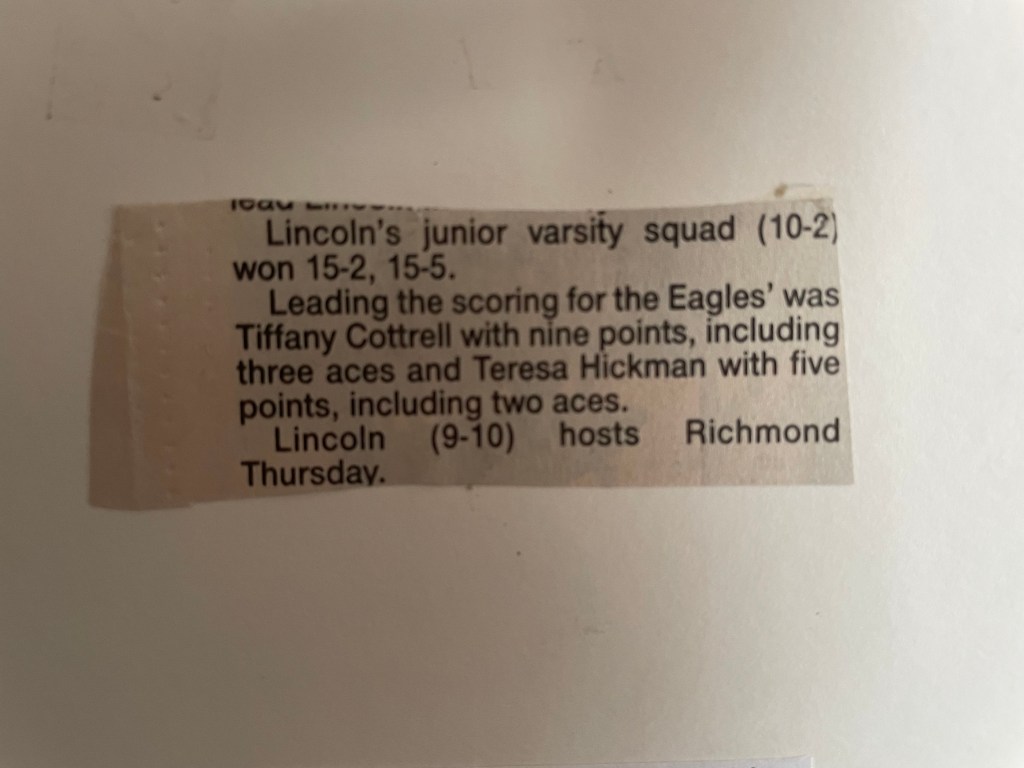 Lincoln's junior varsity squad (10-2)
won 15-2, 15-5.
Leading the scoring for the Eagles' was
Tiffany Cottrell with nine points, including
three aces and Teresa Hickman with five
points, including two aces.
Lincoln (9-10) hosts Richmond
Thursday.